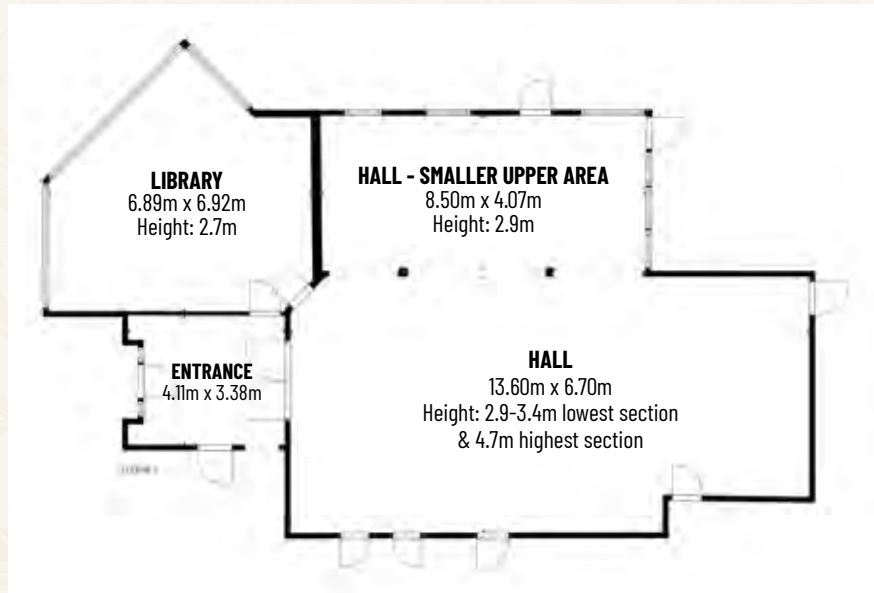 LIBRARY
6.89m x 6.92m
Height: 2.7m
HALL - SMALLER UPPER AREA
8.50m x 4.07m
Height: 2.9m
ENTRANCE
4.11m x 3.38m
HALL
13.60m x 6.70m
Height: 2.9-3.4m lowest section
& 4.7m highest section